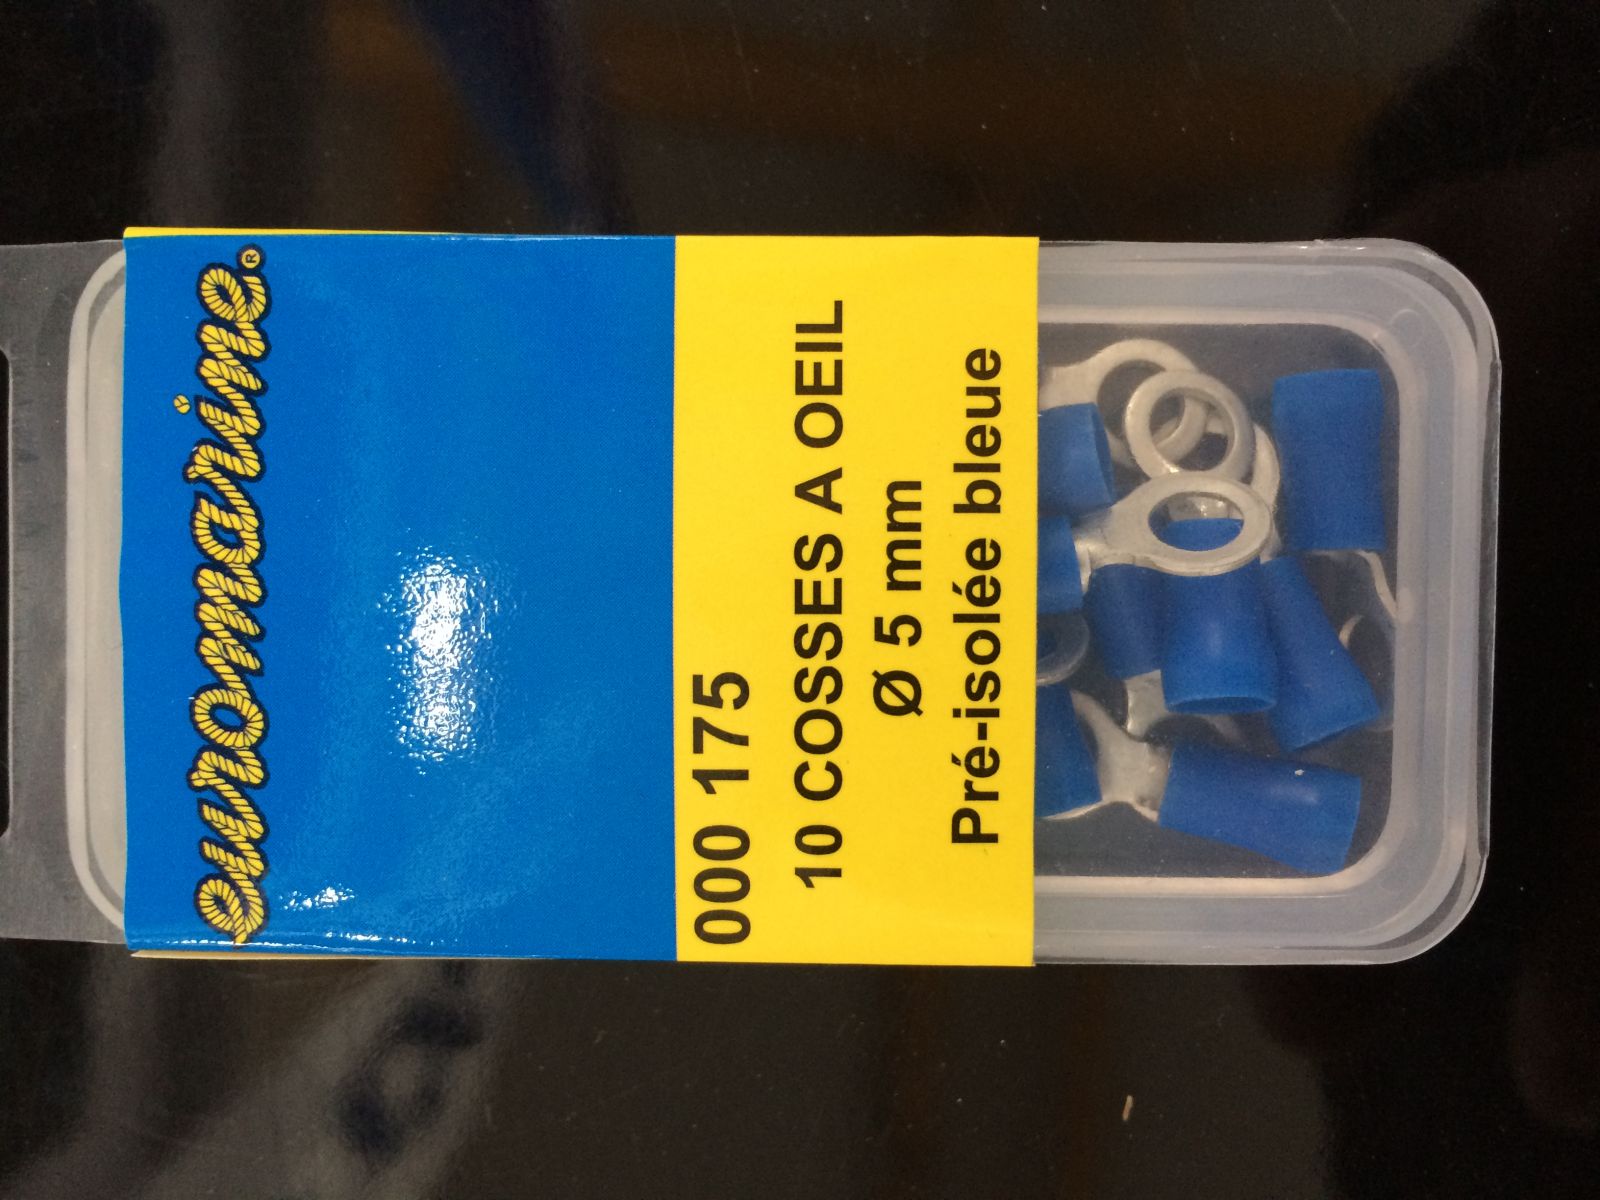 euromarine®
000 175
10 COSSES A OEIL
Ø 5 mm
Pré-isolée bleue